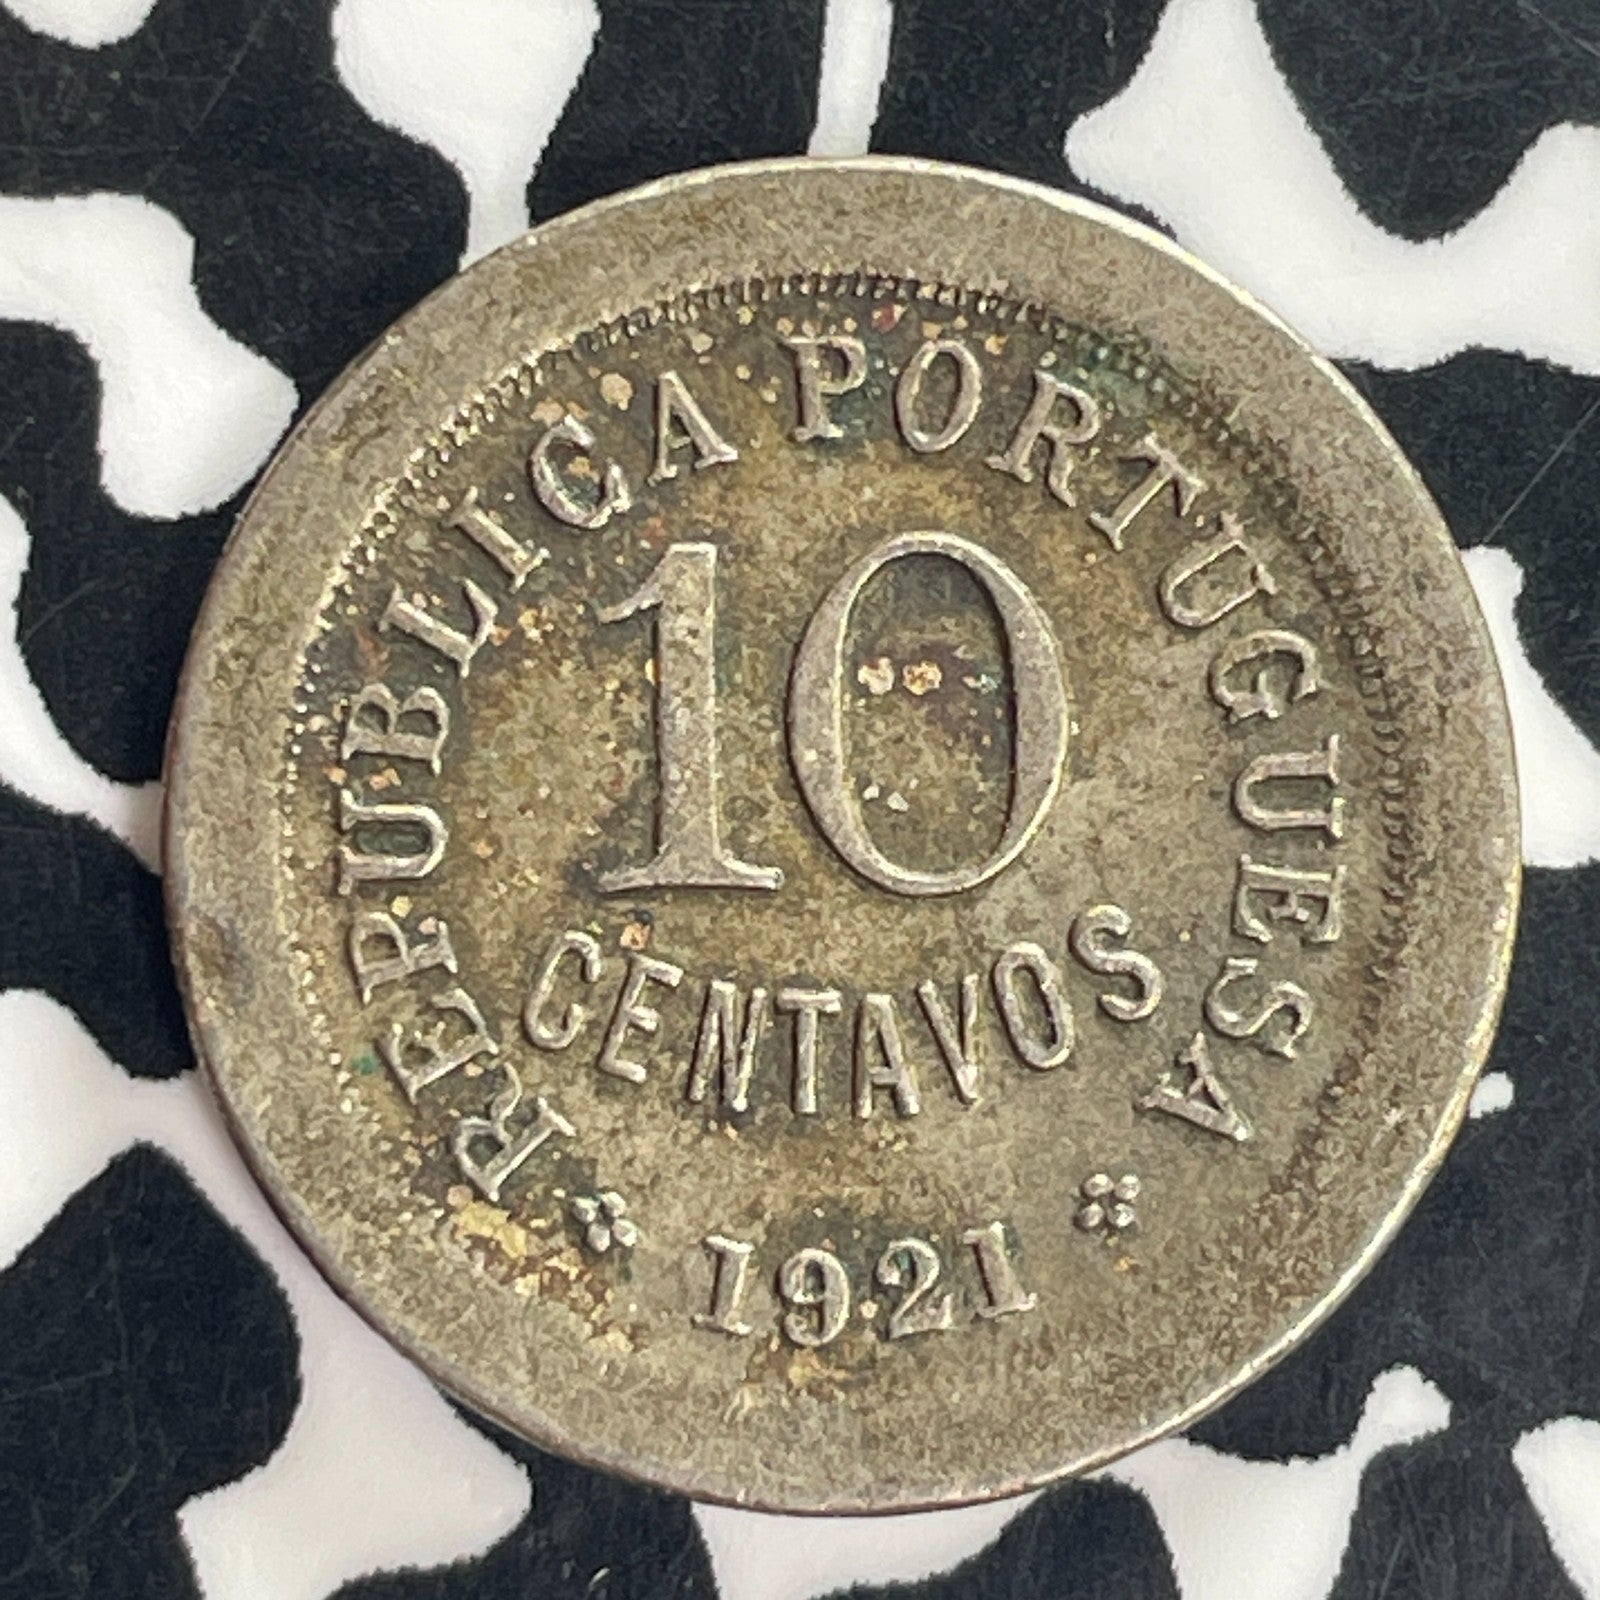 REPUBLICA PORTUGUESA
10
CENTAVOS
1921